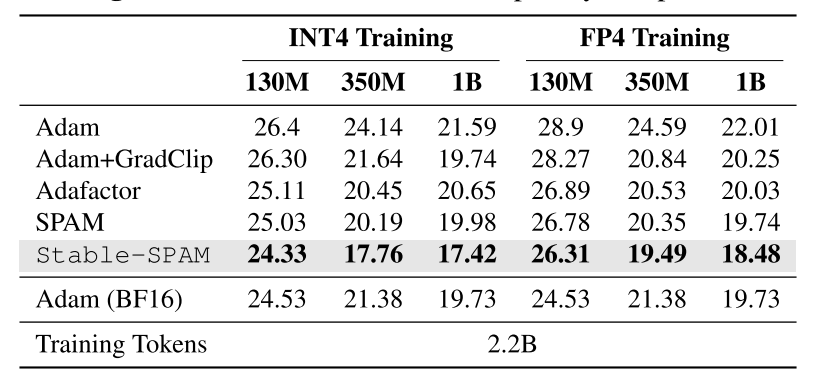 INT4 Training FP4 Training
130M 350M 1B 130M 350M 1B
Adam 26.4 24.14 21.59 28.9 24.59 22.01
Adam+GradClip 26.30 21.64 19.74 28.27 20.84 20.25
Adafactor 25.11 20.45 20.65 26.89 20.53 20.03
SPAM 25.03 20.19 19.98 26.78 20.35 19.74
Stable-SPAM 24.33 17.76 17.42 26.31 19.49 18.48
Adam (BF16) 24.53 21.38 19.73 24.53 21.38 19.73
Training Tokens 2.2B